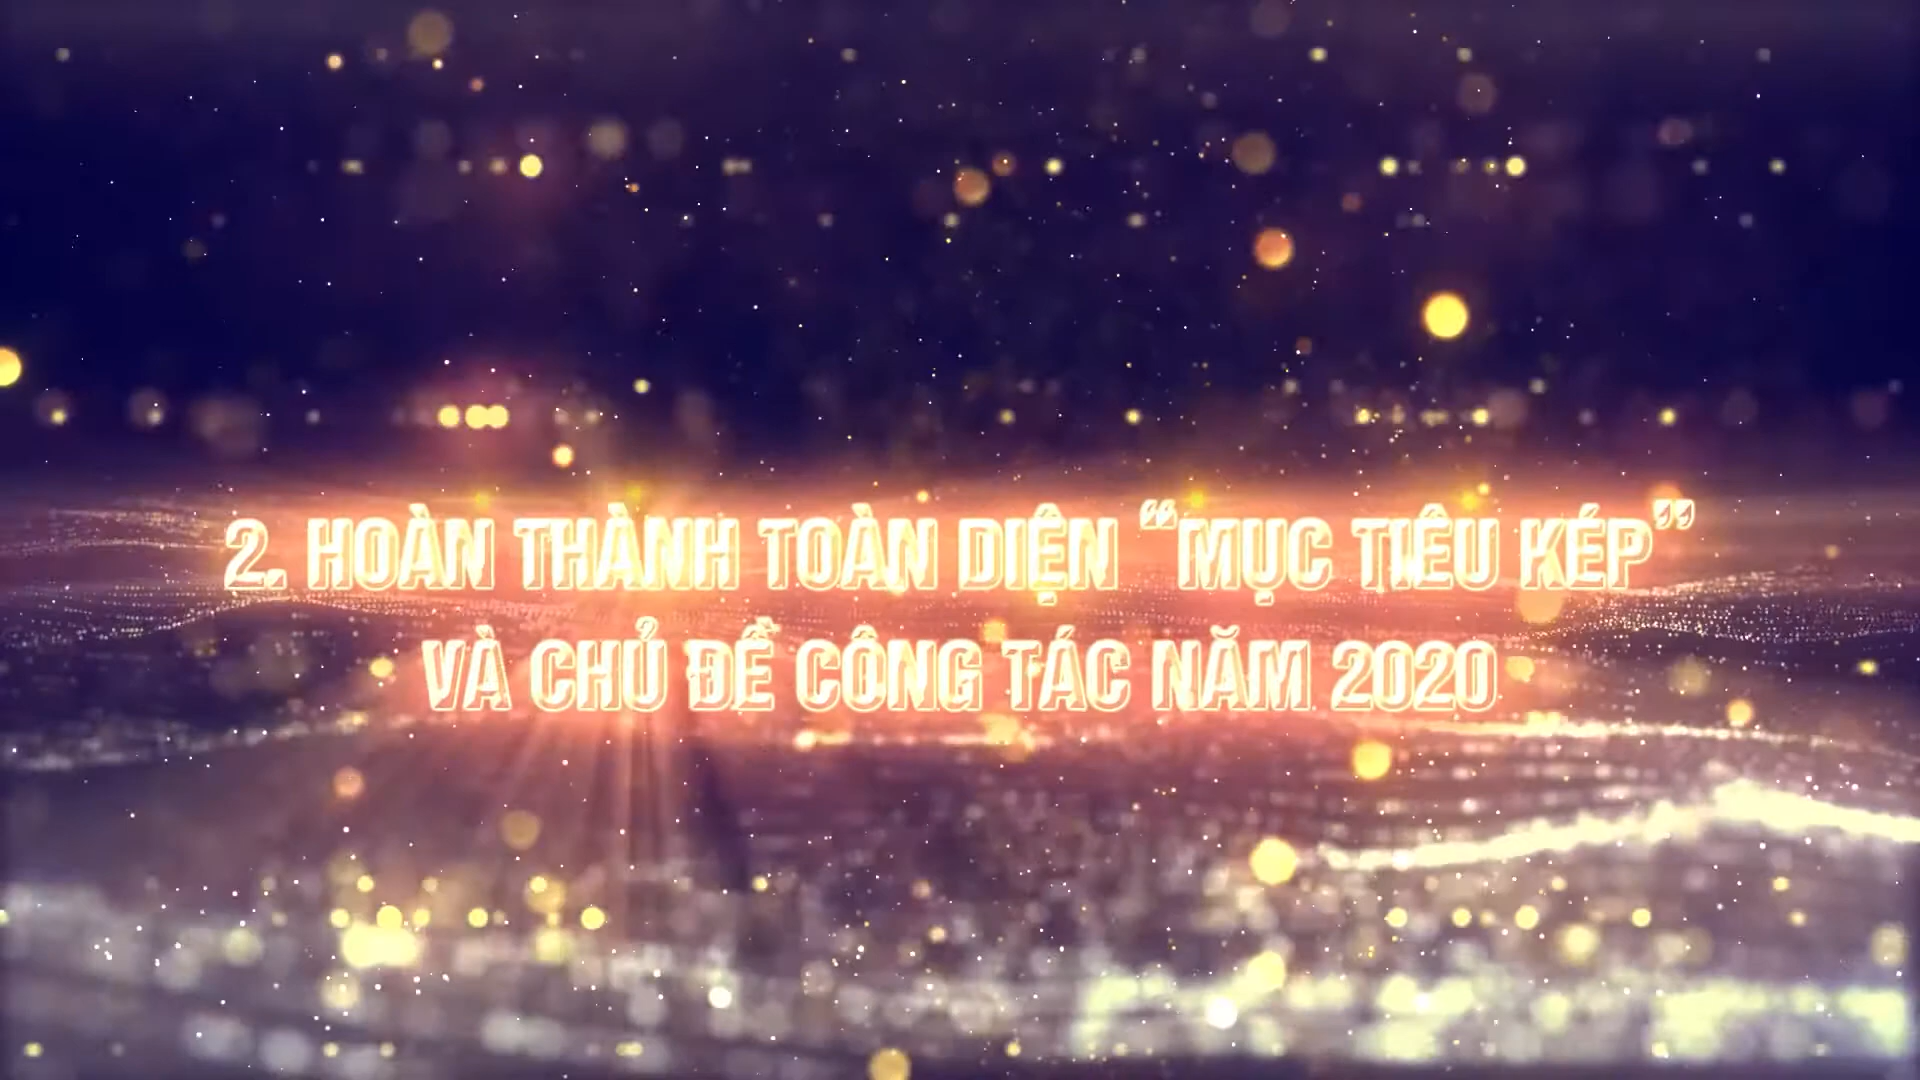 2. HOÀN THÀNH TOÀN DIỆN “MỤC TIÊU KÉP”
VÀ CHỦ ĐỀ CÔNG TÁC NĂM 2020